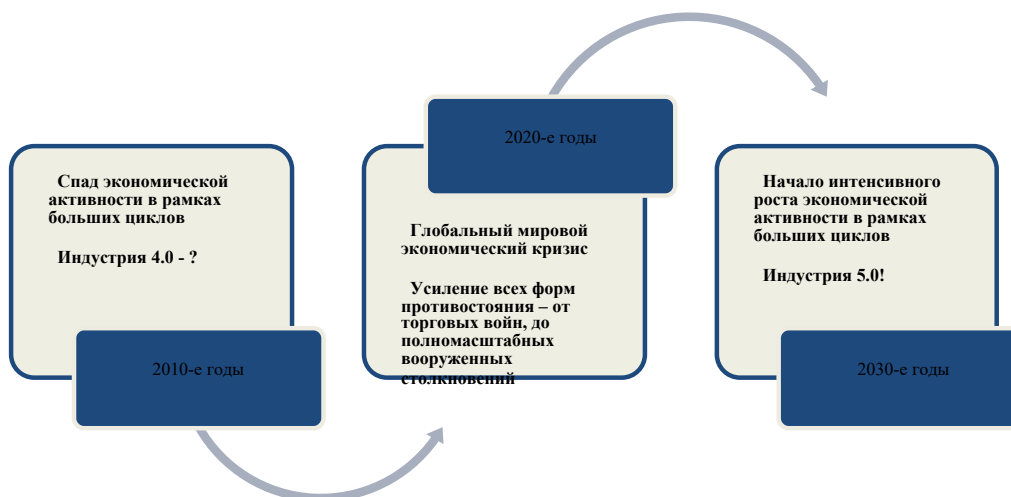 Спад экономической
активности в рамках
больших циклов
Индустрия 4.0 - ?
2010-е годы
2020-е годы
Глобальный мировой
экономический кризис
Усиление всех форм
противостояния – от
торговых войн, до
полномасштабных
вооруженных
столкновений
Начало интенсивного
роста экономической
активности в рамках
больших циклов
Индустрия 5.0!
2030-е годы